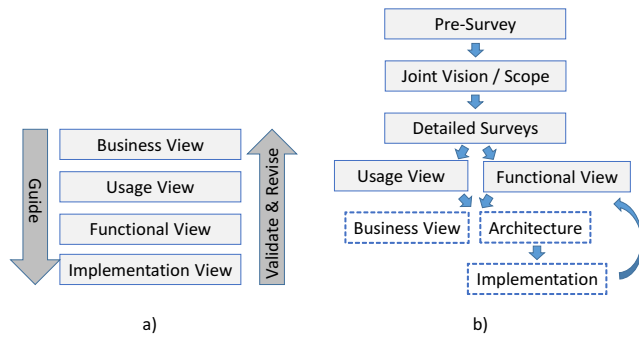 Guide
Business View
Usage View
Functional View
Implementation View
Validate & Revise
a)
Pre-Survey
Joint Vision / Scope
Detailed Surveys
Usage View
Functional View
Business View
Architecture
Implementation
b)